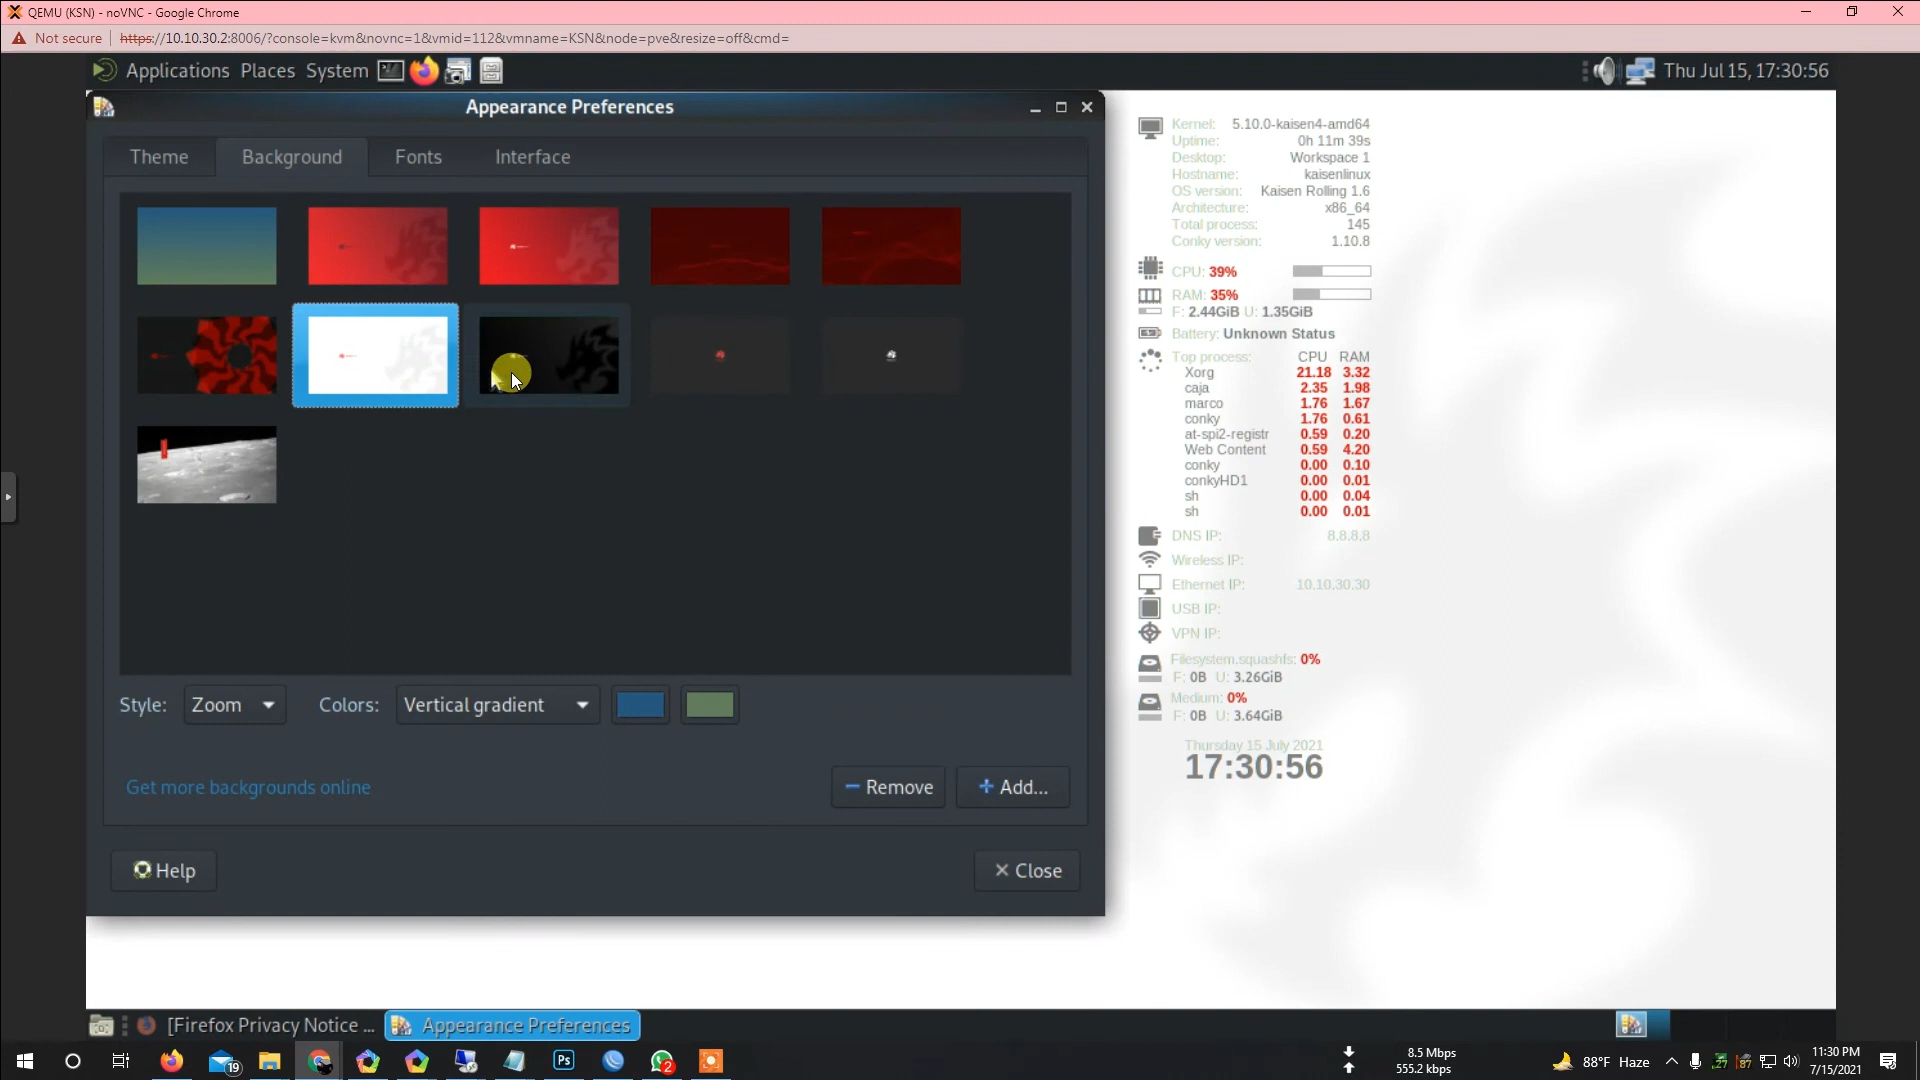 QEMU (KSN) - noVNC - Google Chrome
Not secure | https://10.10.30.2:8006/?console=kvm&novnc=1&vmid=112&vmname=KSN&node=pve&resize=off&cmd=
Applications Places System Thu Jul 15, 17:30:56
Appearance Preferences
Theme Background Fonts Interface
Kernel: 5.10.0-kaisen4-amd64
Uptime: 0h 11m 39s
Desktop: Workspace 1
Hostname: kaisenlinux
OS version: Kaisen Rolling 1.6
Architecture: x86_64
Total process: 145
Conky version: 1.10.8
CPU: 39%
RAM: 35%
F: 2.44GiB U: 1.35GiB
Battery: Unknown Status
Top process: CPU RAM
Xorg 21.18 3.32
caja 2.35 1.98
marco 1.76 1.67
conky 1.76 0.61
at-spi2-registr 0.59 0.20
Web Content 0.59 4.20
conky 0.00 0.10
conkyHD1 0.00 0.01
sh 0.00 0.04
sh 0.00 0.01
DNS IP: 8.8.8.8
Wireless IP:
Ethernet IP: 10.10.30.30
USB IP:
VPN IP:
Filesystem.squashfs: 0%
F: 0B U: 3.26GiB
Medium: 0%
F: 0B U: 3.64GiB
Thursday 15 July 2021
17:30:56
Style: Zoom Colors: Vertical gradient
Get more backgrounds online
Remove Add...
Help Close
[Firefox Privacy Notice ... Appearance Preferences
19 Ps 2
8.5 Mbps
555.2 kbps
88°F Haze
27 87
11:30 PM
7/15/2021